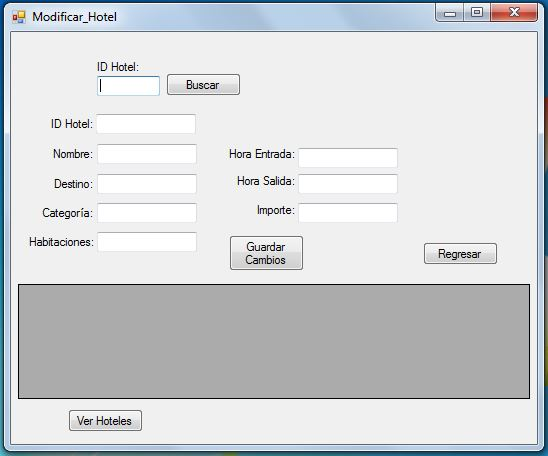 Modificar_Hotel
ID Hotel:
Buscar
ID Hotel:
Nombre:
Hora Entrada:
Destino:
Hora Salida:
Categoría:
Importe:
Habitaciones:
Guardar
Cambios
Regresar
Ver Hoteles